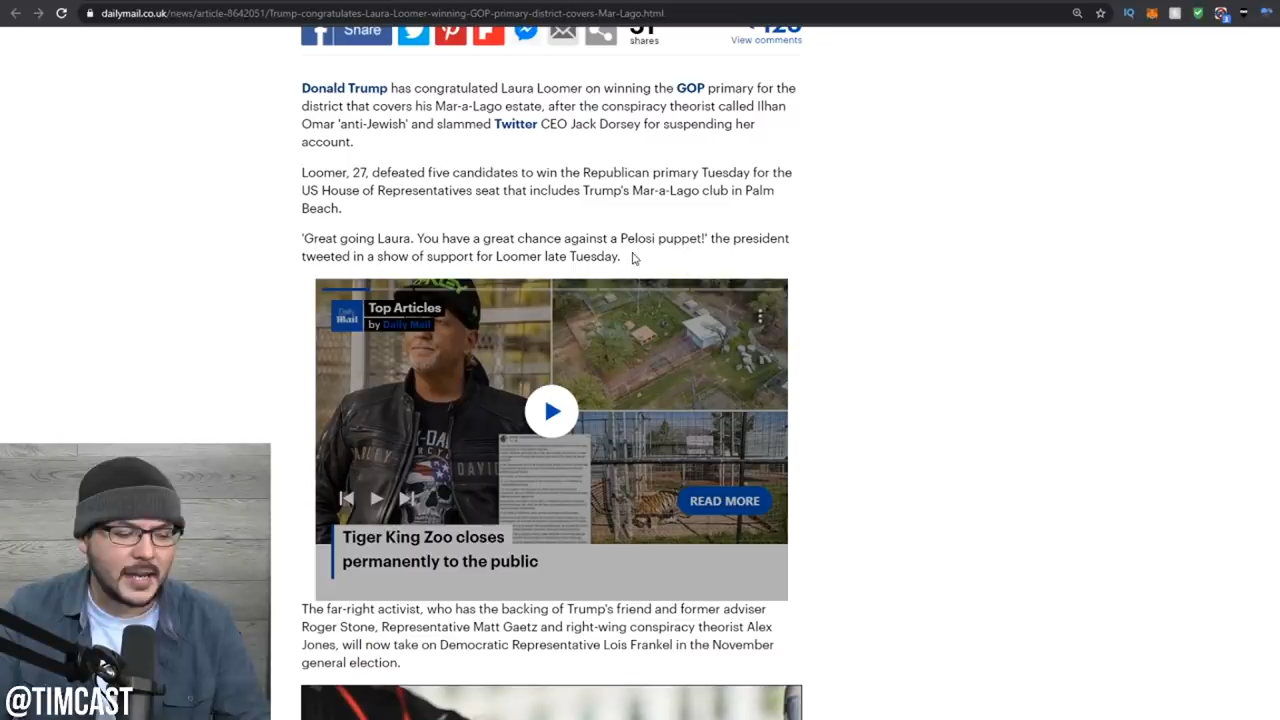 dailymail.co.uk/news/article-8642051/Trump-congratulates-Laura-Loomer-winning-GOP-primary-district-covers-Mar-Lago.html
Share
shares
View comments
Donald Trump has congratulated Laura Loomer on winning the GOP primary for the
district that covers his Mar-a-Lago estate, after the conspiracy theorist called Ilhan
Omar 'anti-Jewish' and slammed Twitter CEO Jack Dorsey for suspending her
account.
Loomer, 27, defeated five candidates to win the Republican primary Tuesday for the
US House of Representatives seat that includes Trump's Mar-a-Lago club in Palm
Beach.
'Great going Laura. You have a great chance against a Pelosi puppet!' the president
tweeted in a show of support for Loomer late Tuesday.
Daily Mail
Top Articles
by Daily Mail
READ MORE
Tiger King Zoo closes
permanently to the public
The far-right activist, who has the backing of Trump's friend and former adviser
Roger Stone, Representative Matt Gaetz and right-wing conspiracy theorist Alex
Jones, will now take on Democratic Representative Lois Frankel in the November
general election.
@TIMCAST